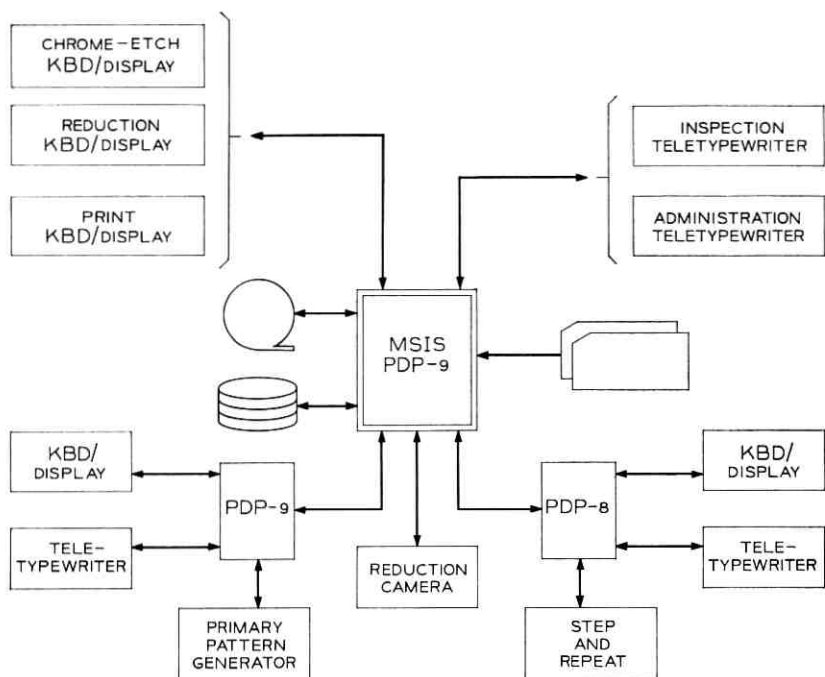 CHROME-ETCH
KBD/DISPLAY
REDUCTION
KBD/DISPLAY
PRINT
KBD/DISPLAY
INSPECTION
TELETYPEWRITER
ADMINISTRATION
TELETYPEWRITER
MSIS
PDP-9
KBD/
DISPLAY
TELE-
TYPEWRITER
PDP-9
PRIMARY
PATTERN
GENERATOR
REDUCTION
CAMERA
PDP-8
STEP
AND
REPEAT
KBD/
DISPLAY
TELE-
TYPEWRITER